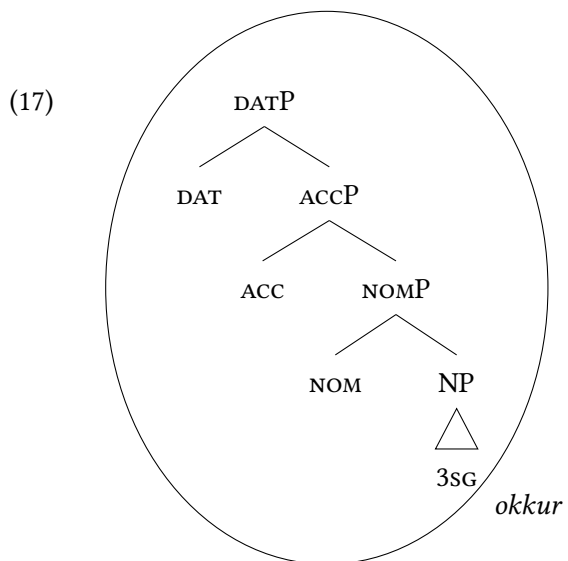 (17)
DATP
DAT ACCP
ACC NOMP
NOM NP
3SG
okkur